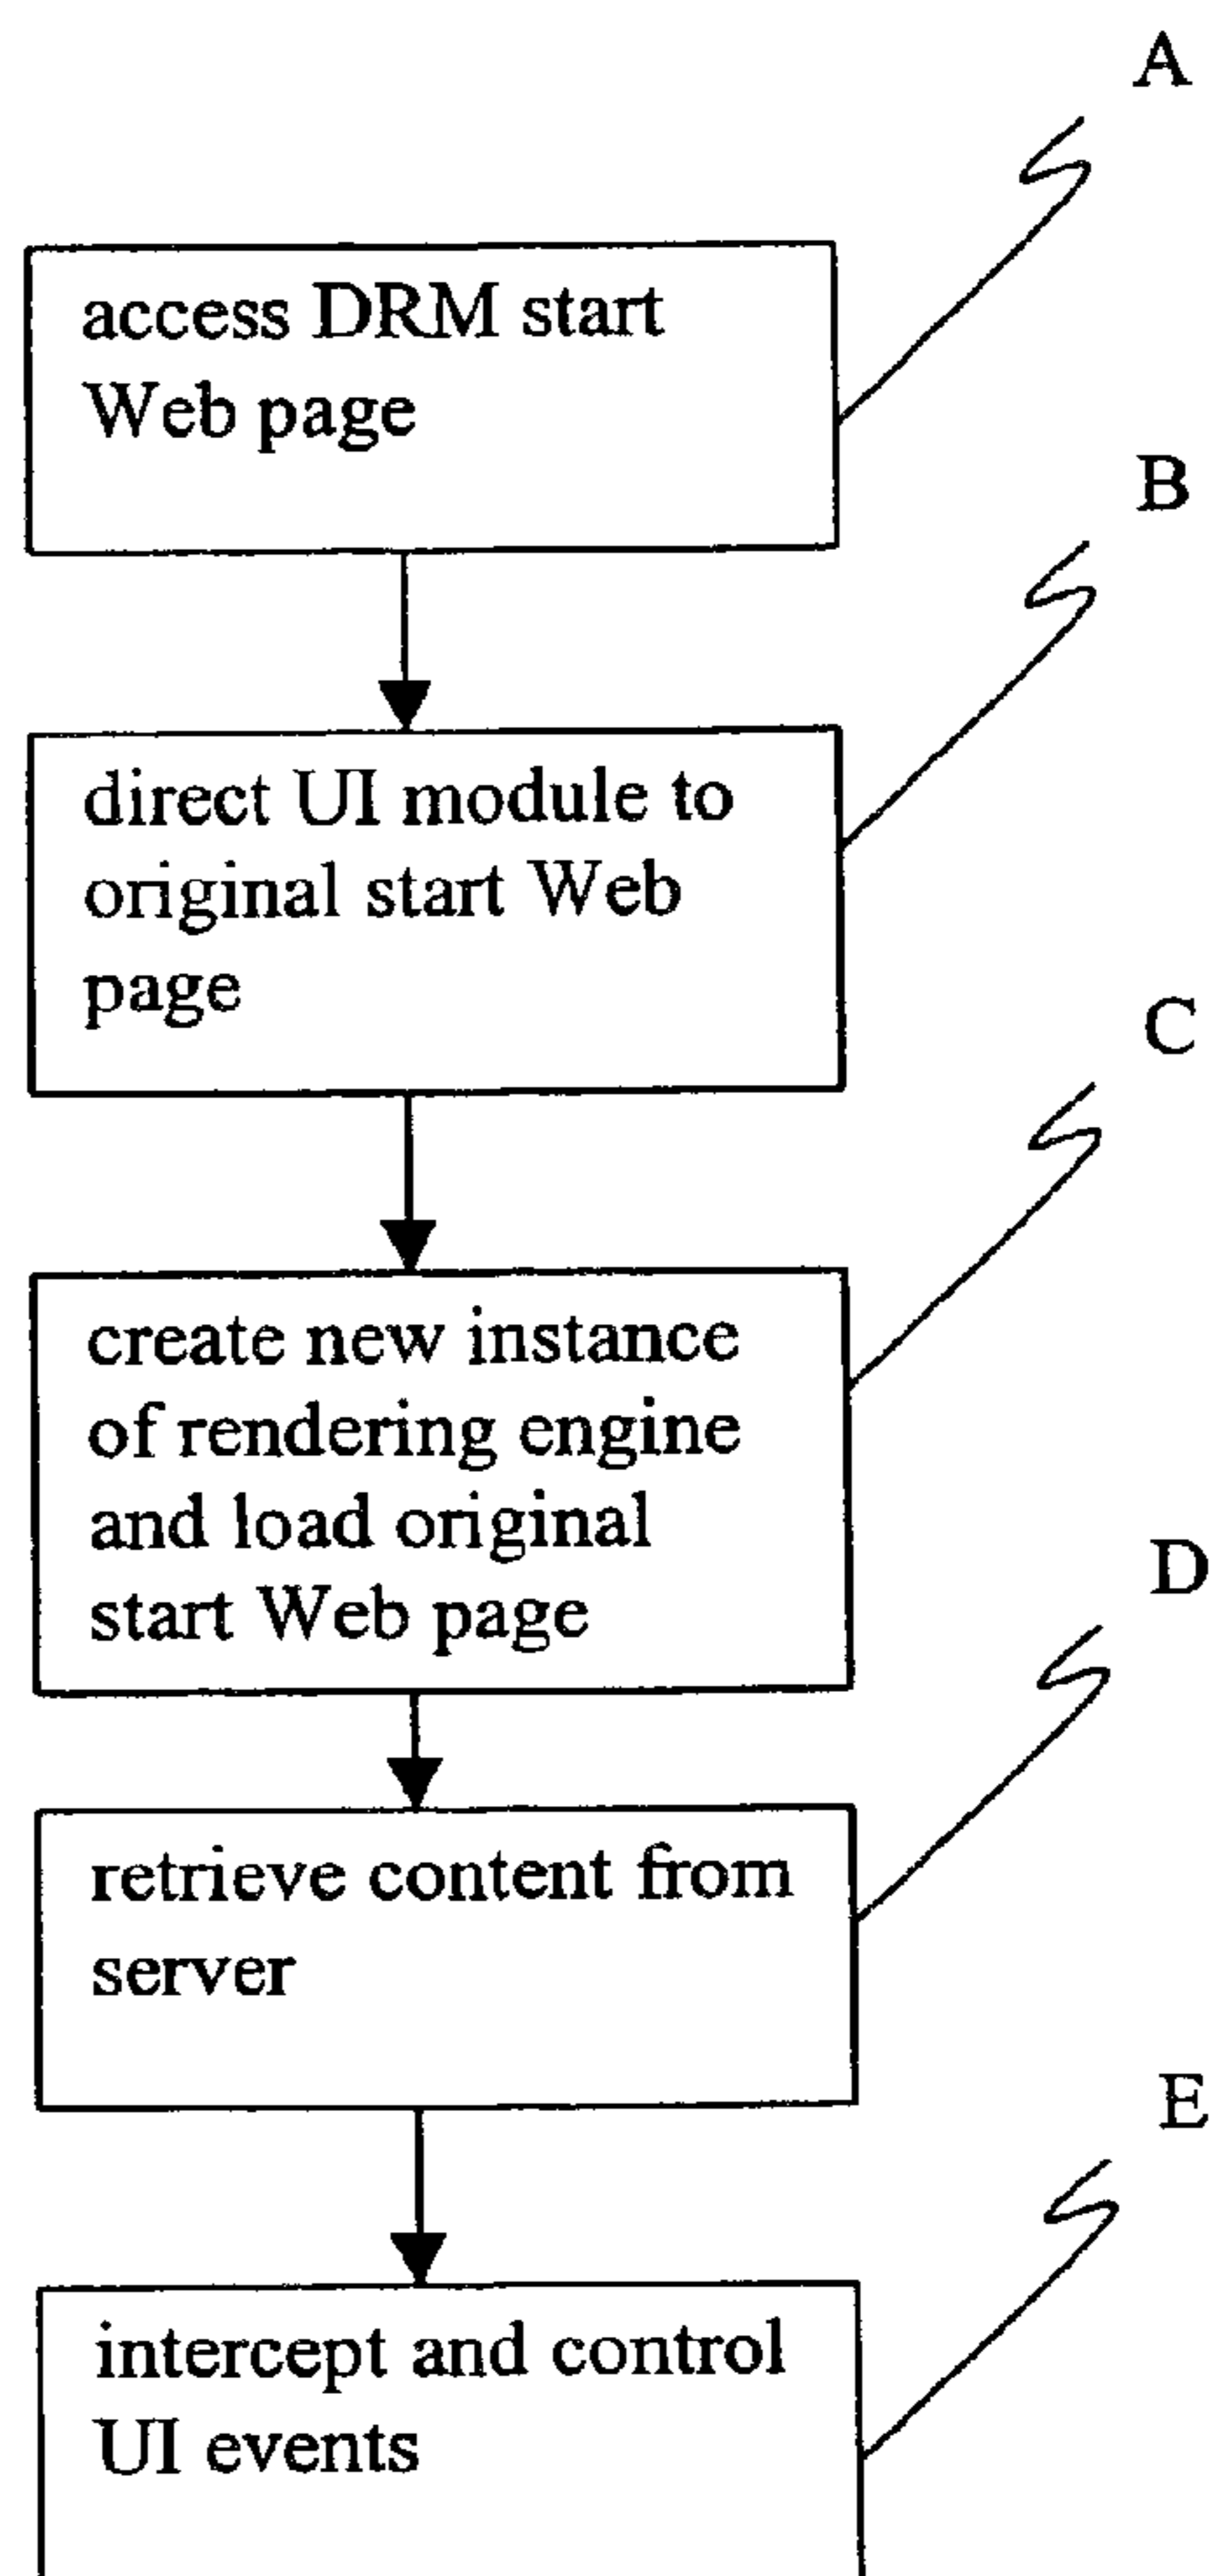 A
access DRM start
Web page
B
direct UI module to
original start Web
page
C
create new instance
of rendering engine
and load original
start Web page
D
retrieve content from
server
E
intercept and control
UI events